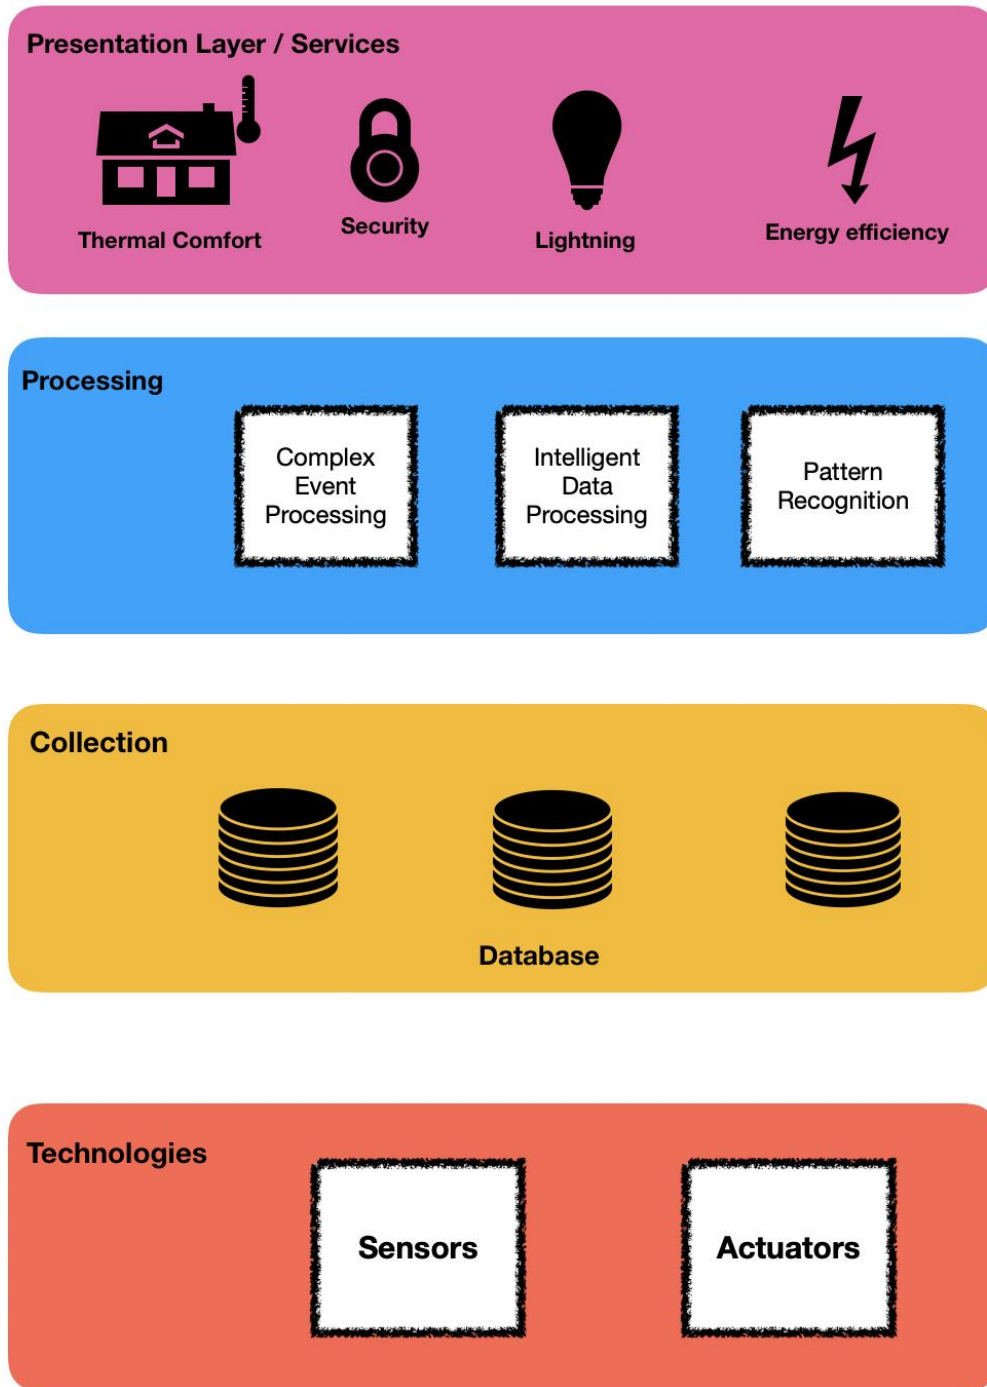 Presentation Layer / Services
Thermal Comfort
Security
Lightning
Energy efficiency
Processing
Complex
Event
Processing
Intelligent
Data
Processing
Pattern
Recognition
Collection
Database
Technologies
Sensors
Actuators